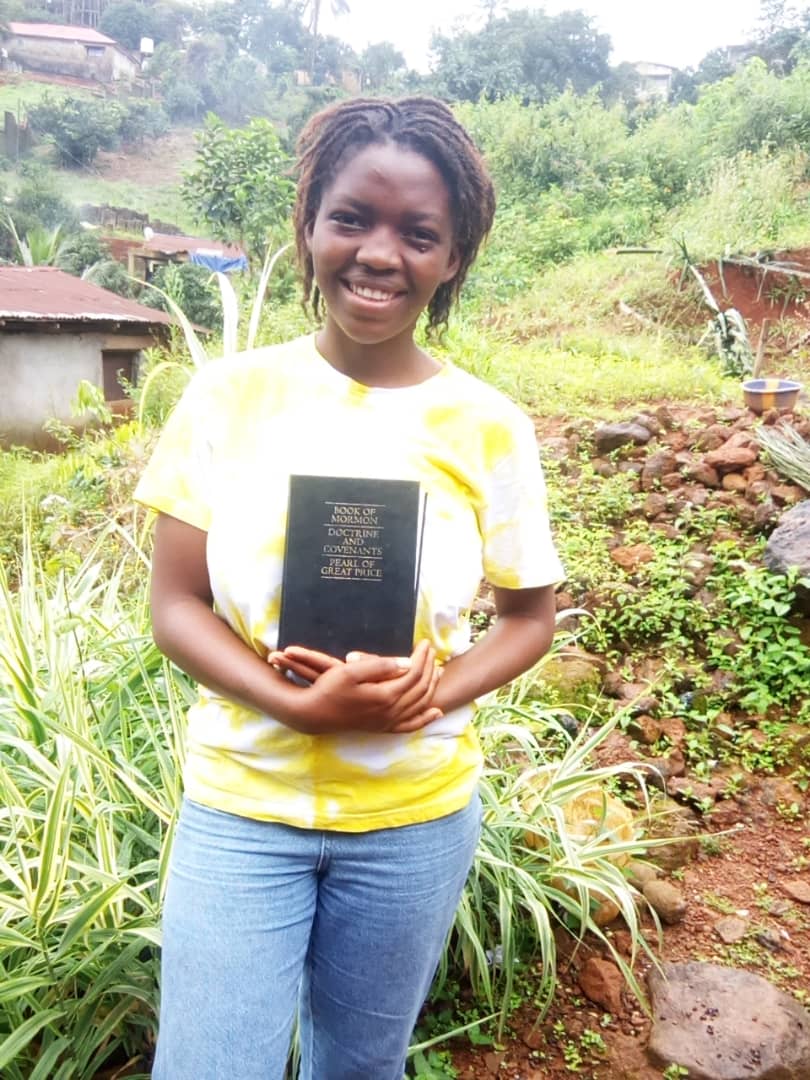 BOOK OF
MORMON
DOCTRINE
AND
COVENANTS
PEARL OF
GREAT PRICE